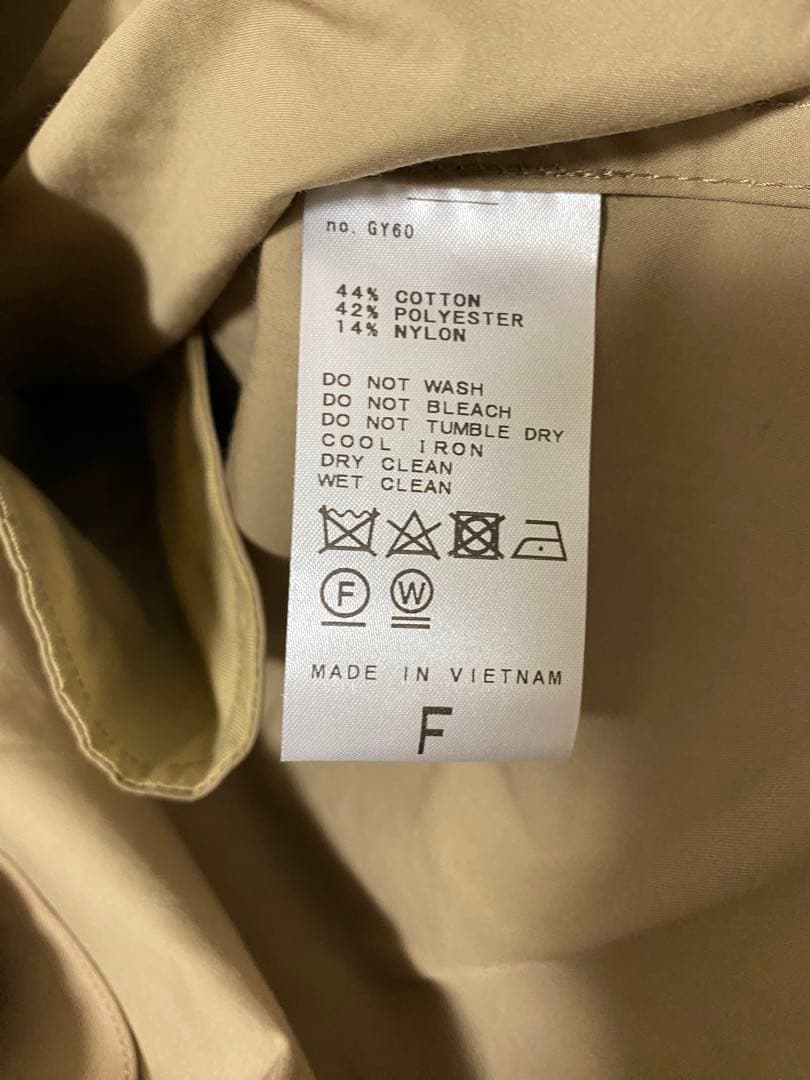 no. GY60
44% COTTON
42% POLYESTER
14% NYLON
DO NOT WASH
DO NOT BLEACH
DO NOT TUMBLE DRY
COOL IRON
DRY CLEAN
WET CLEAN
F W
MADE IN VIETNAM
F